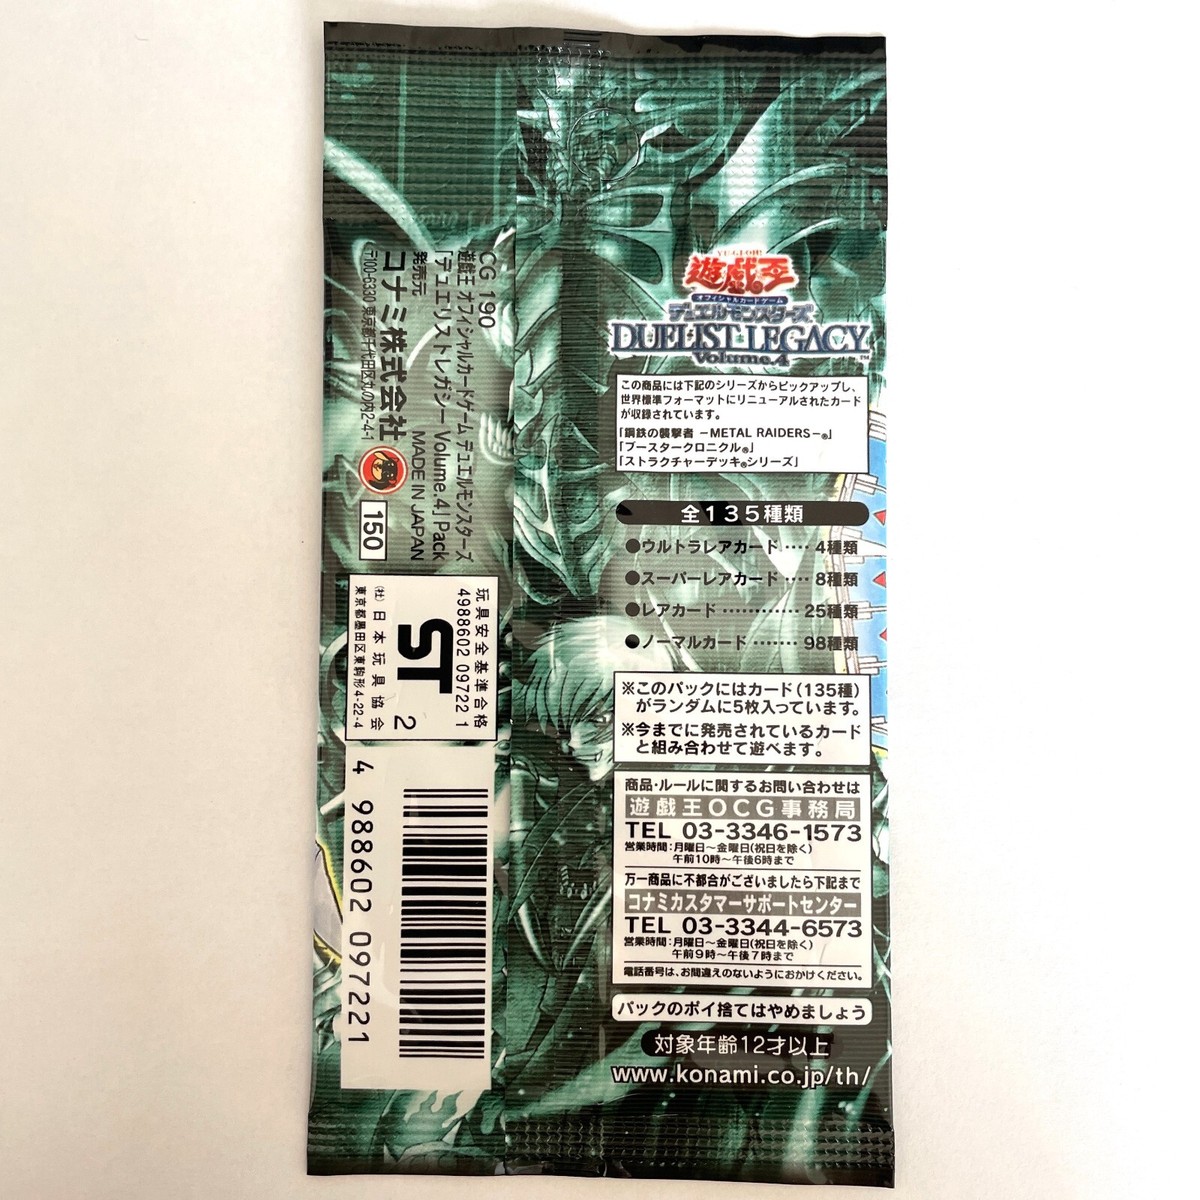 YU-GI-OH!
遊戯王
オフィシャルカードゲーム
デュエルモンスターズ
DUELIST LEGACY
Volume.4
TM
この商品には下記のシリーズからピックアップし、
世界標準フォーマットにリニューアルされたカード
が収録されています。
「鋼鉄の襲撃者 −METAL RAIDERS−®」
「ブースタークロニクル®」
「ストラクチャーデッキ®シリーズ」
全135種類
●ウルトラレアカード‥‥ 4種類
●スーパーレアカード‥‥ 8種類
●レアカード ………… 25種類
●ノーマルカード ……‥ 98種類
※このパックにはカード(135種)
がランダムに5枚入っています。
※今までに発売されているカード
と組み合わせて遊べます。
商品・ルールに関するお問い合わせは
遊戯王OCG事務局
TEL 03-3346-1573
営業時間：月曜日〜金曜日(祝日を除く)
午前10時〜午後6時まで
万一商品に不都合がございましたら下記まで
コナミカスタマーサポートセンター
TEL 03-3344-6573
営業時間：月曜日〜金曜日(祝日を除く)
午前9時〜午後7時まで
電話番号は、お間違えのないようにおかけください。
パックのポイ捨てはやめましょう
対象年齢12才以上
www.konami.co.jp/th/
CG 190
遊戯王 オフィシャルカードゲーム デュエルモンスターズ
「デュエリストレガシー Volume.4」Pack
発売元 MADE IN JAPAN
コナミ株式会社
〒100-6330 東京都千代田区丸の内2-4-1
150
玩具安全基準合格
4988602 09722 1
ST
2
(社)日本玩具協会
東京都墨田区東駒形4-22-4
4 988602 097221